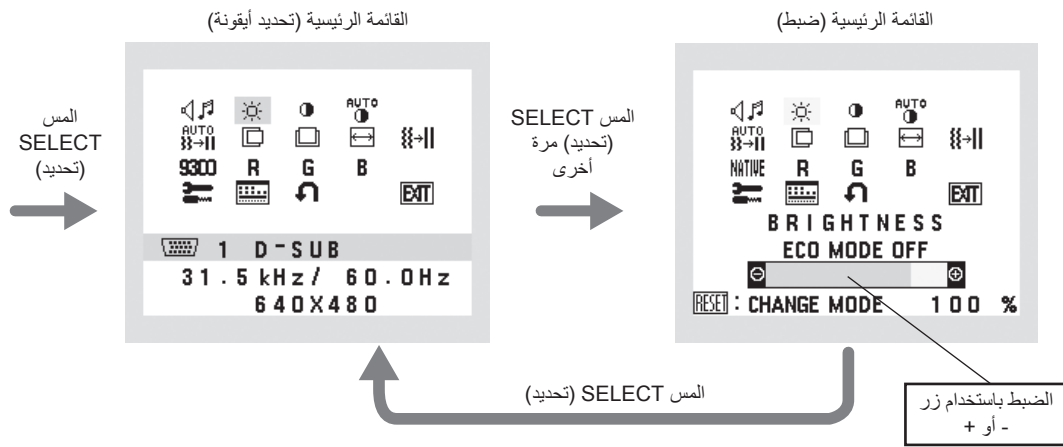 القائمة الرئيسية (تحديد أيقونة)
القائمة الرئيسية (ضبط)
المس
SELECT
(تحديد)
AUTO
AUTO
9300 R G B
EXIT
1 D-SUB
31.5 kHz/ 60.0Hz
640X480
المس SELECT
(تحديد) مرة
أخرى
AUTO
AUTO
NATIVE R G B
EXIT
BRIGHTNESS
ECO MODE OFF
RESET : CHANGE MODE 100 %
المس SELECT (تحديد)
الضبط باستخدام زر
- أو +